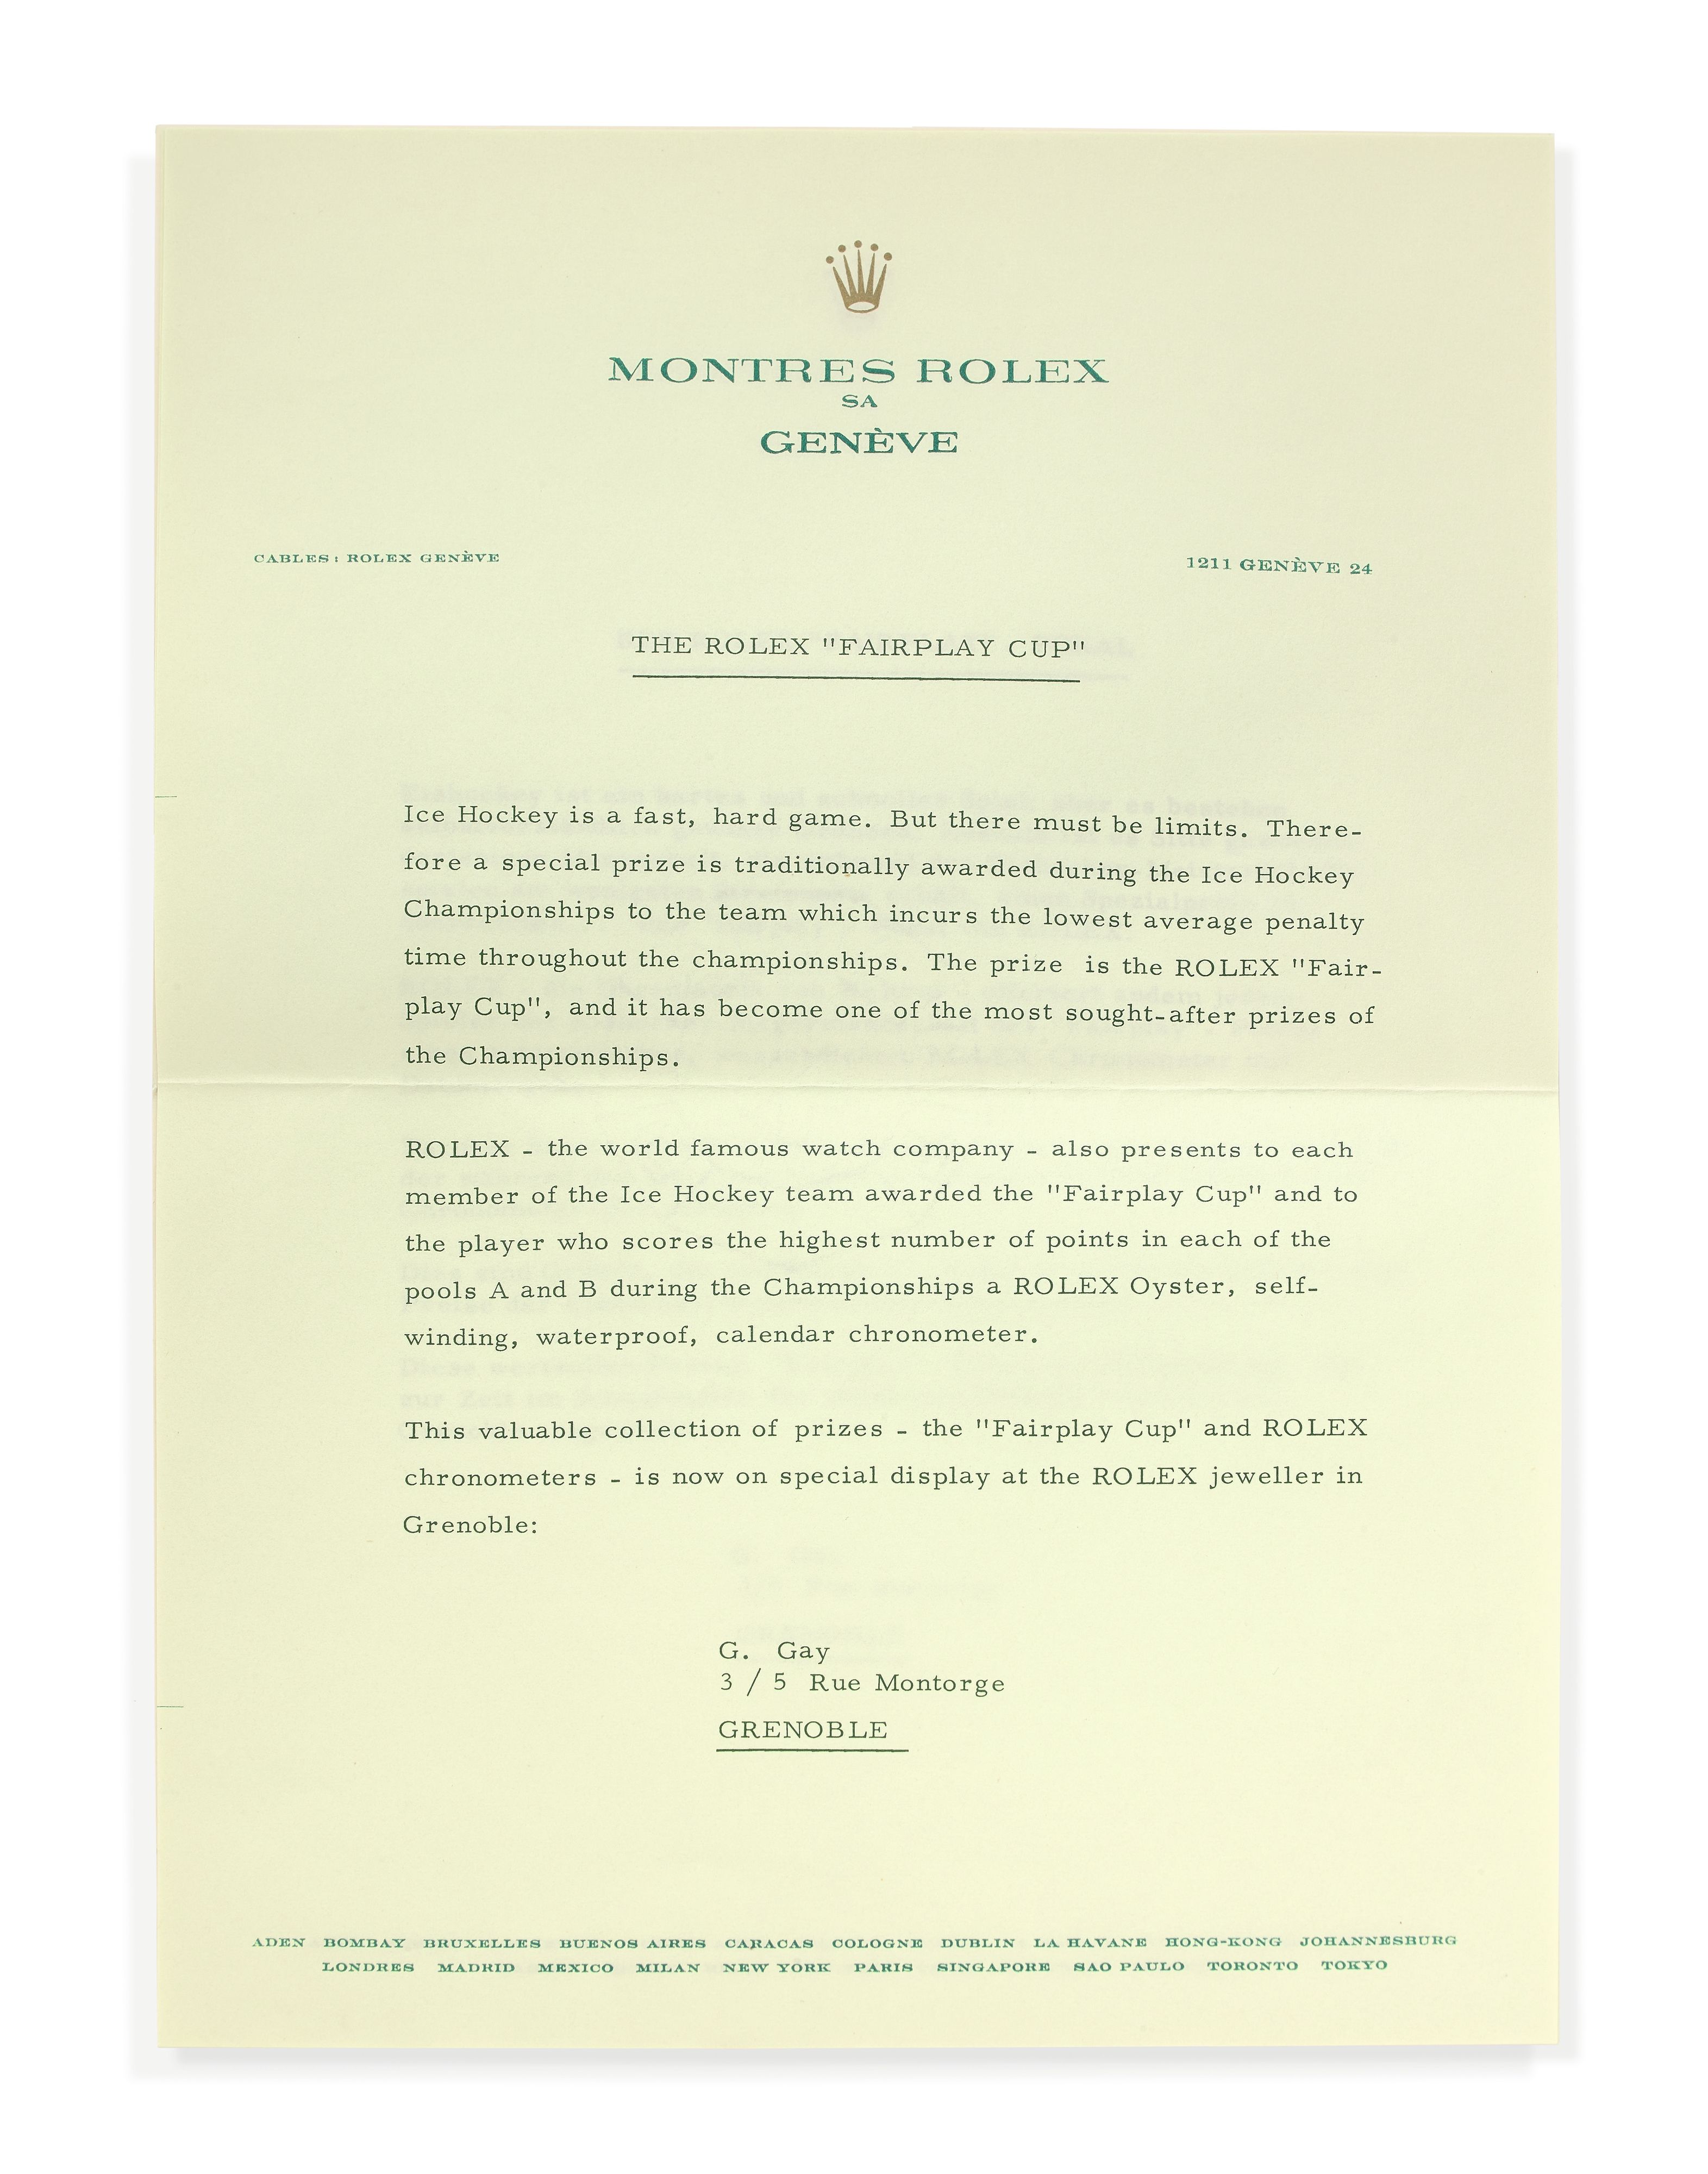 MONTRES ROLEX
SA
GENÈVE
CABLES: ROLEX GENÈVE
1211 GENÈVE 24
THE ROLEX "FAIRPLAY CUP"
Ice Hockey is a fast, hard game. But there must be limits. There-
fore a special prize is traditionally awarded during the Ice Hockey
Championships to the team which incurs the lowest average penalty
time throughout the championships. The prize is the ROLEX "Fair-
play Cup", and it has become one of the most sought-after prizes of
the Championships.
ROLEX - the world famous watch company - also presents to each
member of the Ice Hockey team awarded the "Fairplay Cup" and to
the player who scores the highest number of points in each of the
pools A and B during the Championships a ROLEX Oyster, self-
winding, waterproof, calendar chronometer.
This valuable collection of prizes - the "Fairplay Cup" and ROLEX
chronometers - is now on special display at the ROLEX jeweller in
Grenoble:
G. Gay
3 / 5 Rue Montorge
GRENOBLE
ADEN BOMBAY BRUXELLES BUENOS AIRES CARACAS COLOGNE DUBLIN LA HAVANE HONG-KONG JOHANNESBURG
LONDRES MADRID MEXICO MILAN NEW YORK PARIS SINGAPORE SAO PAULO TORONTO TOKYO